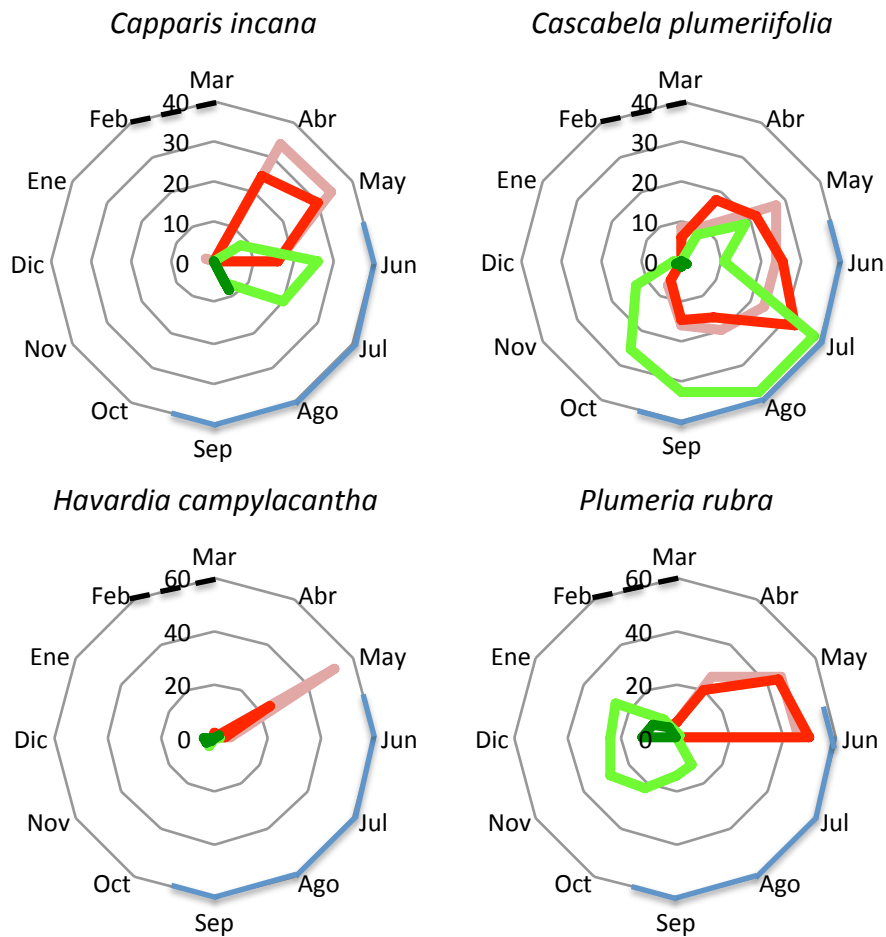 Capparis incana
Cascabela plumeriifolia
Mar
40
Feb
Abr
30
Ene
20
May
10
Dic
0
Jun
Nov
Jul
Oct
Ago
Sep
Mar
40
Feb
Abr
30
Ene
20
May
10
Dic
0
Jun
Nov
Jul
Oct
Ago
Sep
Havardia campylacantha
Plumeria rubra
Mar
60
Feb
Abr
40
Ene
May
20
Dic
0
Jun
Nov
Jul
Oct
Ago
Sep
Mar
60
Feb
Abr
40
Ene
May
20
Dic
0
Jun
Nov
Jul
Oct
Ago
Sep